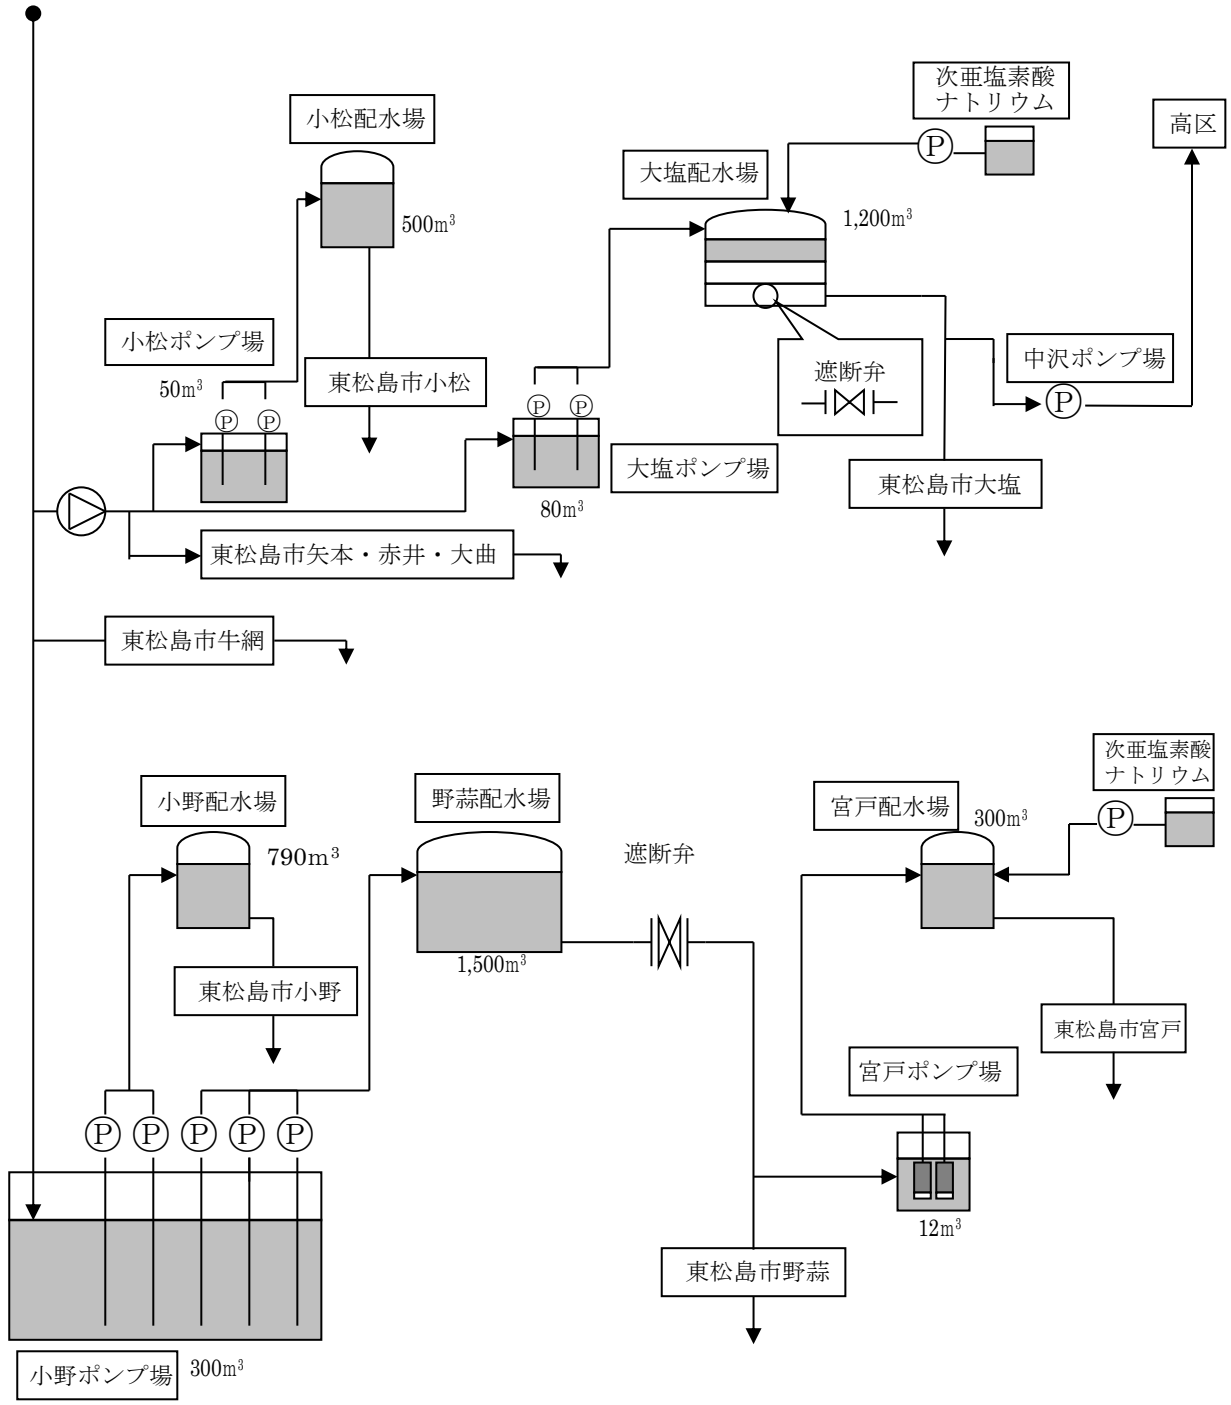 次亜塩素酸
ナトリウム
高区
小松配水場
P
大塩配水場
500m³
1,200m³
小松ポンプ場
50m³
東松島市小松
中沢ポンプ場
遮断弁
P
P
P
P
P
大塩ポンプ場
東松島市大塩
80m³
東松島市矢本・赤井・大曲
東松島市牛網
次亜塩素酸
ナトリウム
小野配水場
野蒜配水場
宮戸配水場
300m³
P
790m³
遮断弁
1,500m³
東松島市小野
東松島市宮戸
宮戸ポンプ場
P
P
P
P
P
12m³
東松島市野蒜
小野ポンプ場
300m³